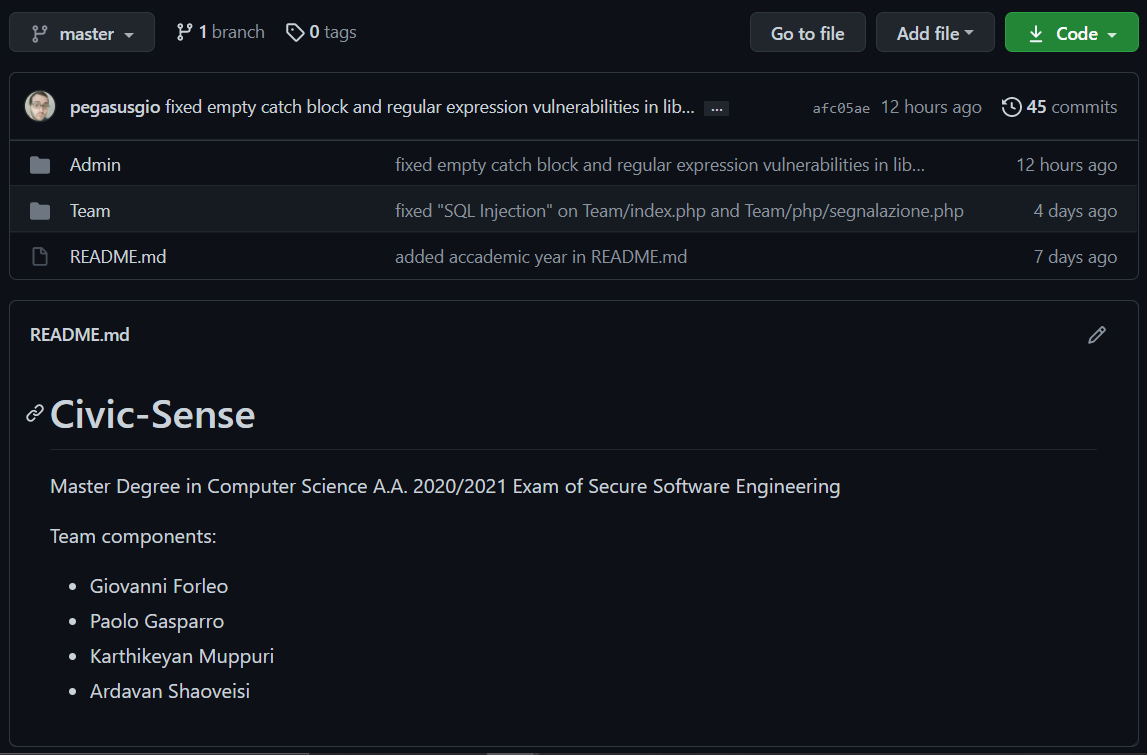 master 1 branch 0 tags Go to file Add file Code
pegasusgio fixed empty catch block and regular expression vulnerabilities in lib... ... afc05ae 12 hours ago 45 commits
Admin fixed empty catch block and regular expression vulnerabilities in lib... 12 hours ago
Team fixed "SQL Injection" on Team/index.php and Team/php/segnalazione.php 4 days ago
README.md added accademic year in README.md 7 days ago
README.md
Civic-Sense
Master Degree in Computer Science A.A. 2020/2021 Exam of Secure Software Engineering
Team components:
• Giovanni Forleo
• Paolo Gasparro
• Karthikeyan Muppuri
• Ardavan Shaoveisi